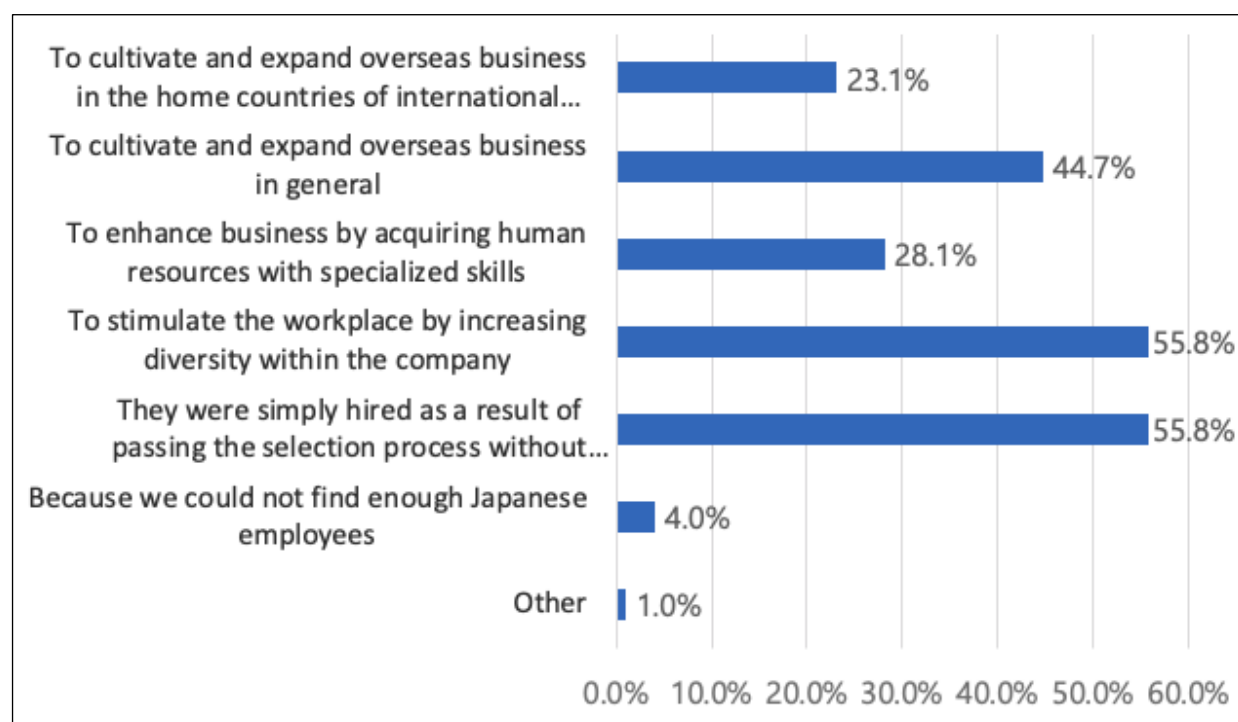 To cultivate and expand overseas business
in the home countries of international...
23.1%
To cultivate and expand overseas business
in general
44.7%
To enhance business by acquiring human
resources with specialized skills
28.1%
To stimulate the workplace by increasing
diversity within the company
55.8%
They were simply hired as a result of
passing the selection process without...
55.8%
Because we could not find enough Japanese
employees
4.0%
Other
1.0%
0.0% 10.0% 20.0% 30.0% 40.0% 50.0% 60.0%